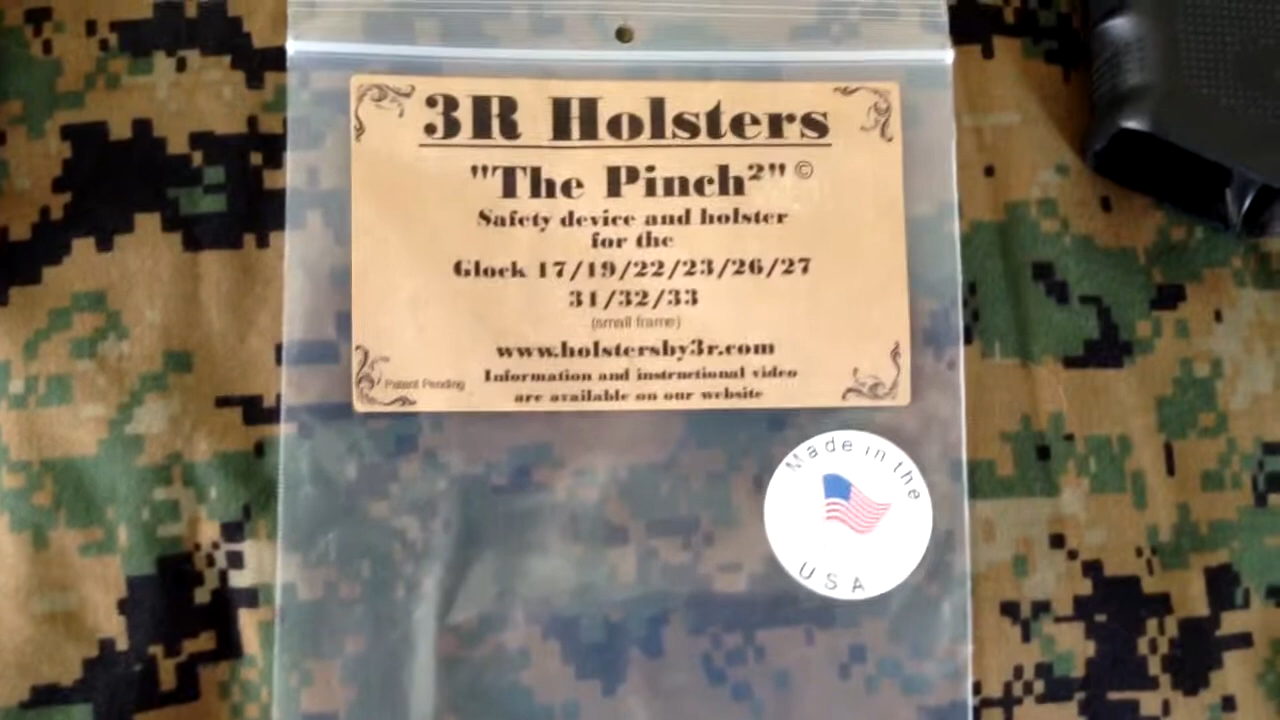 3R Holsters
"The Pinch²" ©
Safety device and holster
for the
Glock 17/19/22/23/26/27
31/32/33
(small frame)
www.holstersby3r.com
Patent Pending
Information and instructional video
are available on our website
Made in the
USA